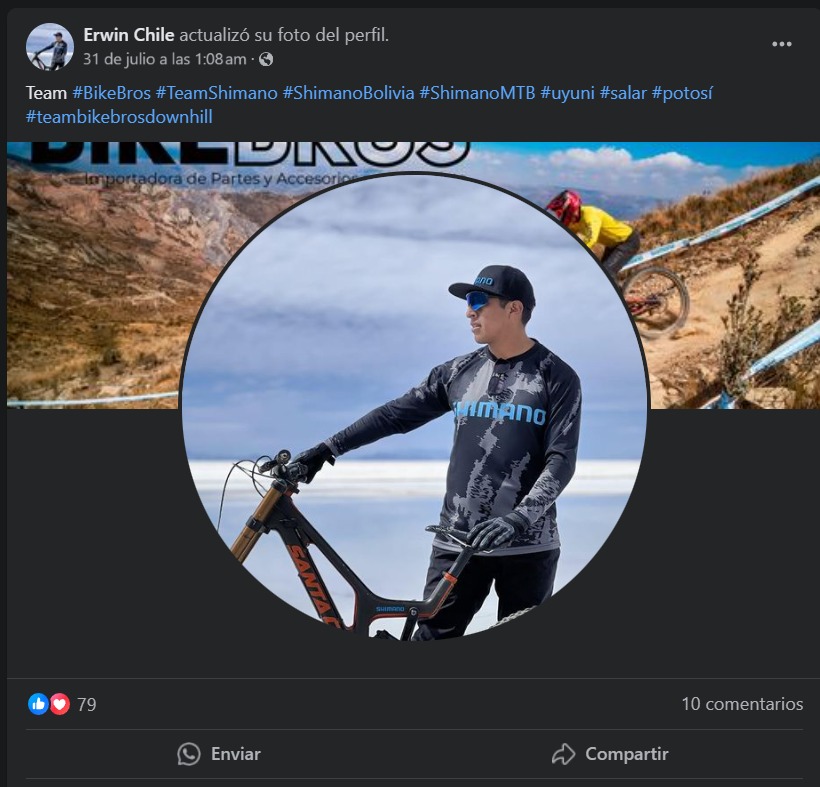 Erwin Chile actualizó su foto del perfil.
31 de julio a las 1:08 am ·
Team #BikeBros #TeamShimano #ShimanoBolivia #ShimanoMTB #uyuni #salar #potosí
#teambikebrosdownhill
BIKEBROS
Importadora de Partes y Accesorios
SHIMANO
SANTA
SHIMANO
79
10 comentarios
Enviar
Compartir